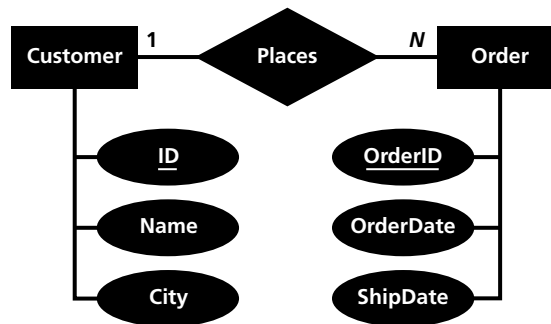 Customer 1 Places N Order
ID OrderID
Name OrderDate
City ShipDate